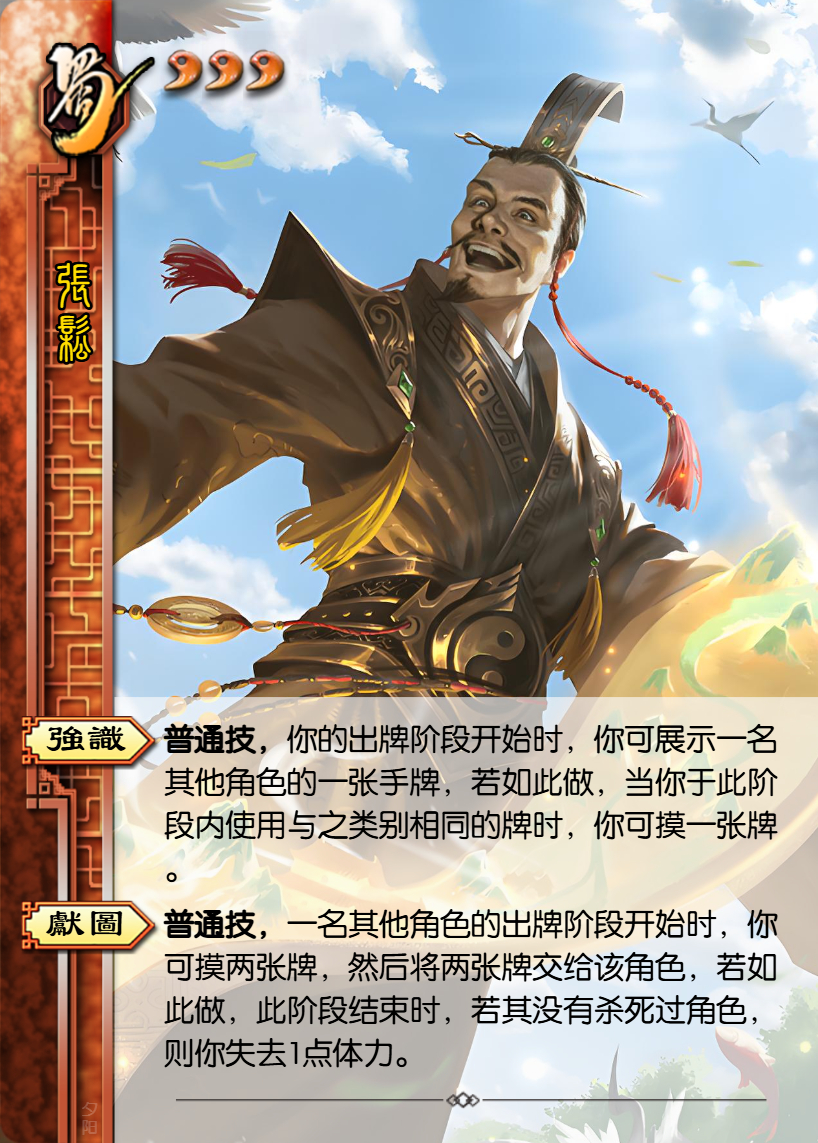 蜀
張鬆
強識
普通技，你的出牌阶段开始时，你可展示一名
其他角色的一张手牌，若如此做，当你于此阶
段内使用与之类别相同的牌时，你可摸一张牌
。
獻圖
普通技，一名其他角色的出牌阶段开始时，你
可摸两张牌，然后将两张牌交给该角色，若如
此做，此阶段结束时，若其没有杀死过角色，
则你失去1点体力。
夕阳